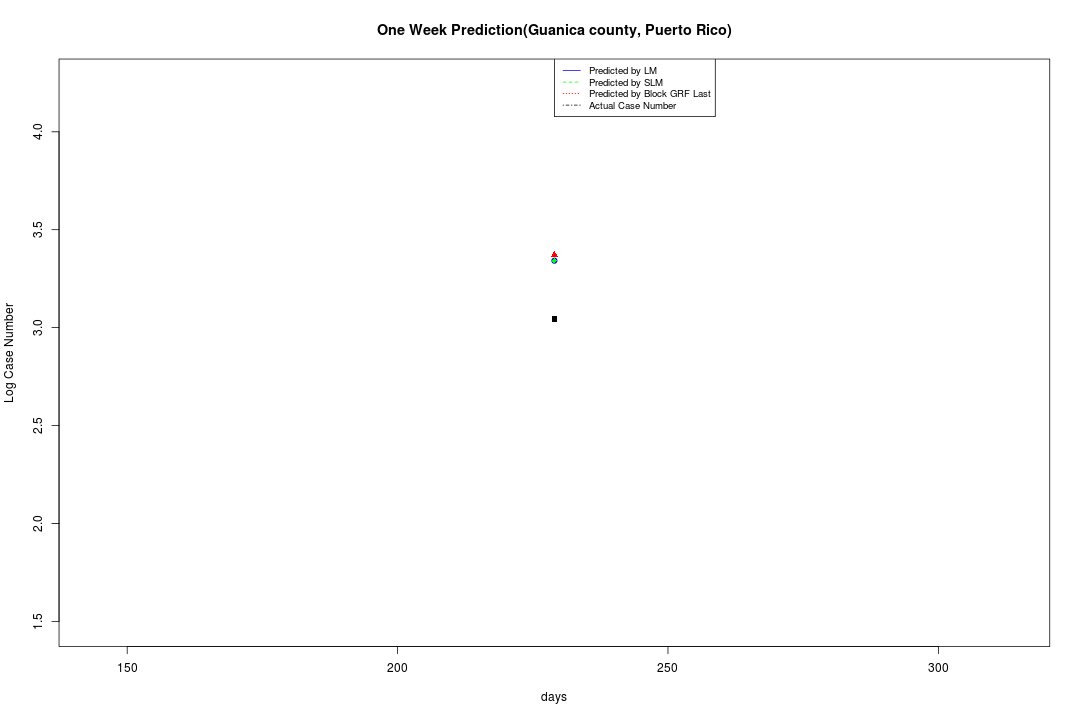 One Week Prediction(Guanica county, Puerto Rico)
Predicted by LM
Predicted by SLM
Predicted by Block GRF Last
Actual Case Number
Log Case Number
4.0
3.5
3.0
2.5
2.0
1.5
150
200
250
300
days